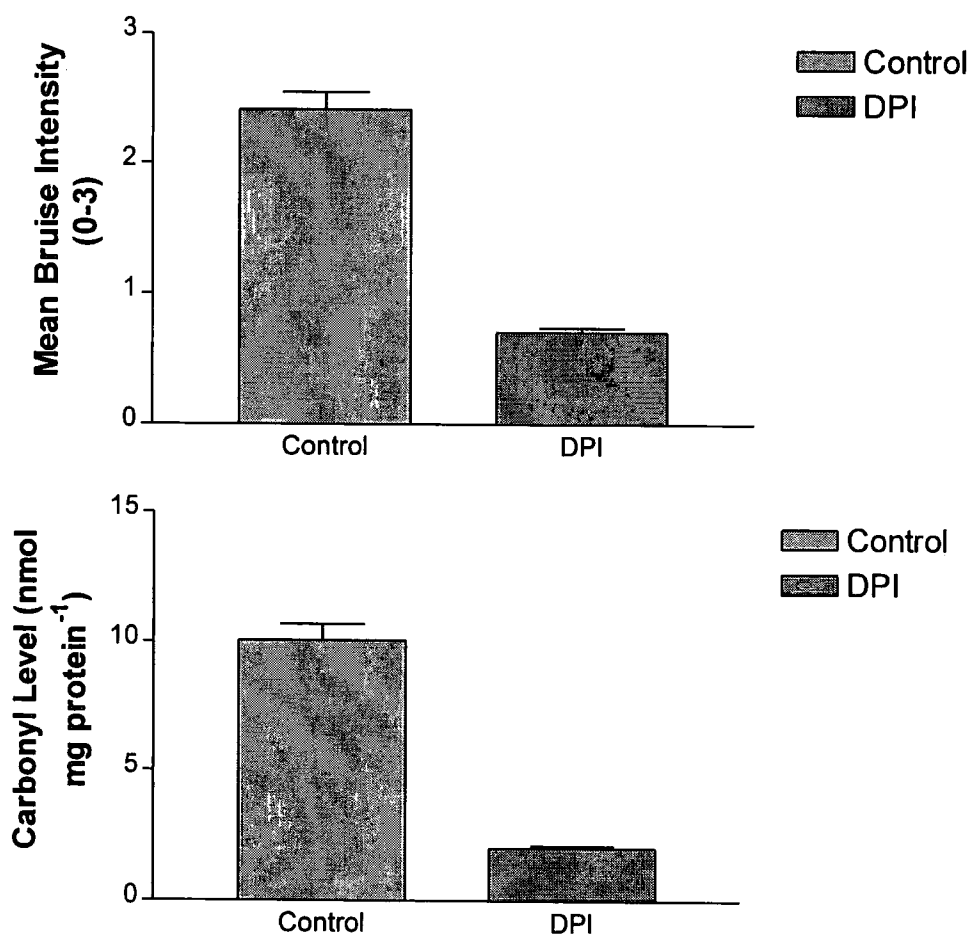 Mean Bruise Intensity
(0-3)
3
2
1
0
Control
DPI
Control
DPI
Carbonyl Level (nmol
mg protein⁻¹)
15
10
5
0
Control
DPI
Control
DPI